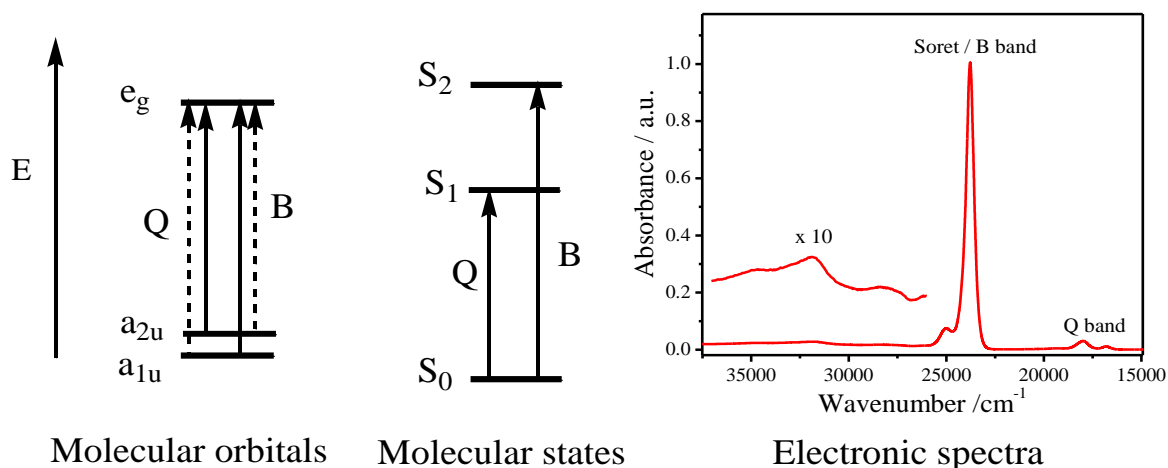 E
e_g
Q
B
a_2u
a_1u
Molecular orbitals
S_2
S_1
Q
B
S_0
Molecular states
Soret / B band
x 10
Q band
Absorbance / a.u.
1.0
0.8
0.6
0.4
0.2
0.0
35000 30000 25000 20000 15000
Wavenumber /cm^-1
Electronic spectra